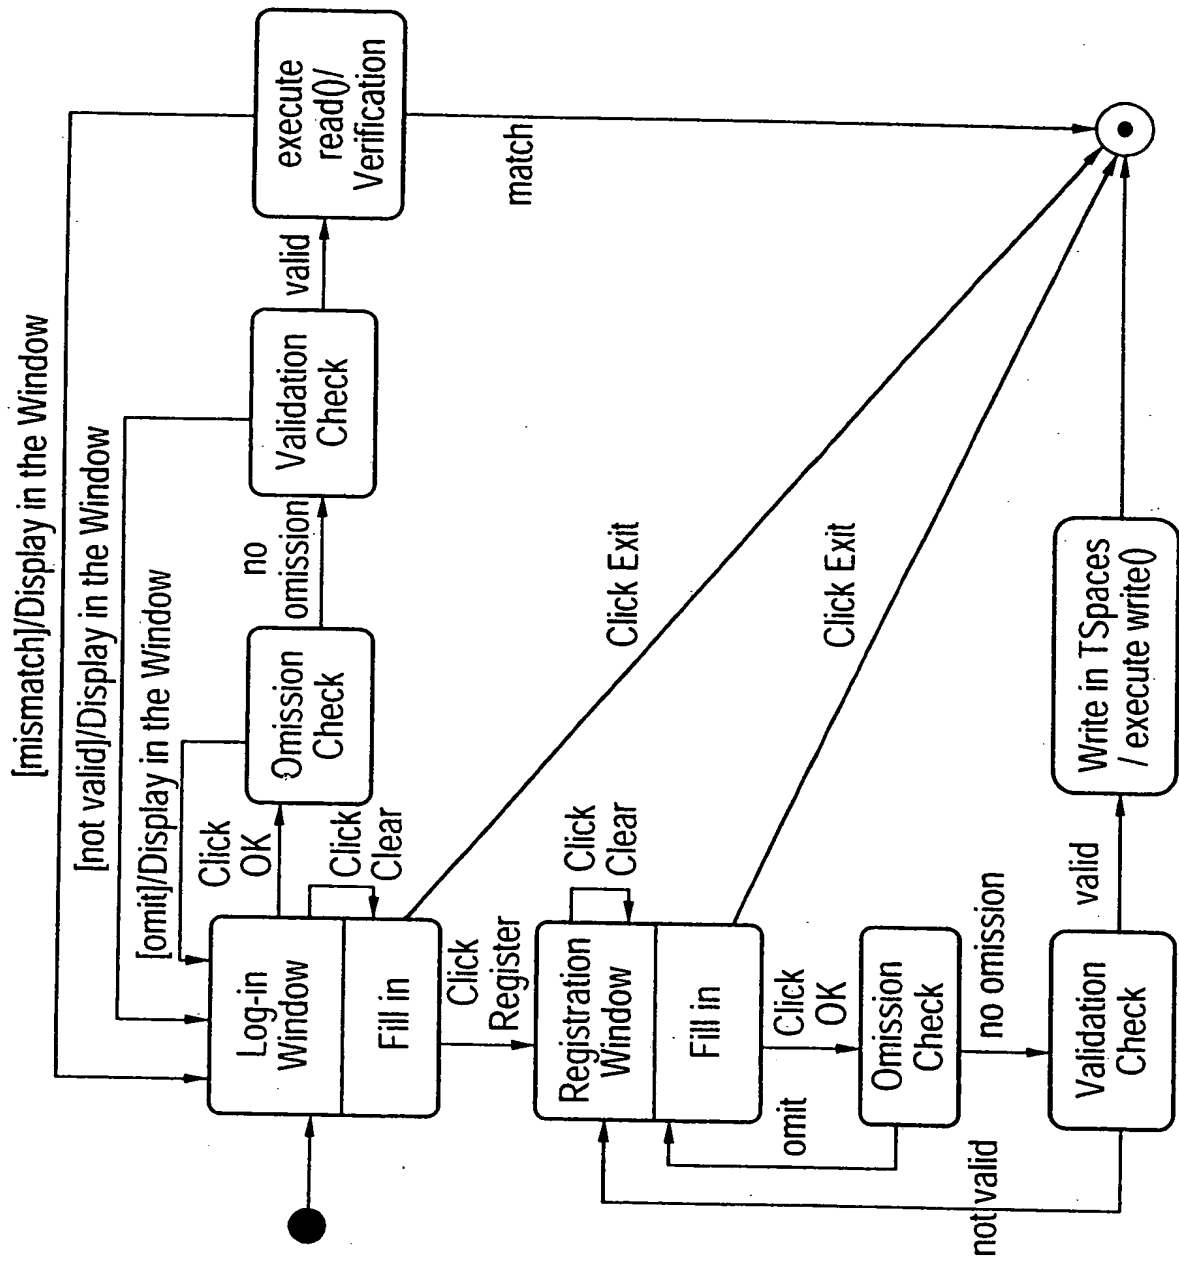 [mismatch]/Display in the Window
[not valid]/Display in the Window
[omit]/Display in the Window
Log-in
Window
Fill in
Click
OK
Click
Clear
Omission
Check
no
omission
Validation
Check
valid
execute
read()/
Verification
match
Click Exit
Click
Register
Registration
Window
Fill in
Click
Clear
Click Exit
Click
OK
omit
Omission
Check
no omission
not valid
Validation
Check
valid
Write in TSpaces
/ execute write()